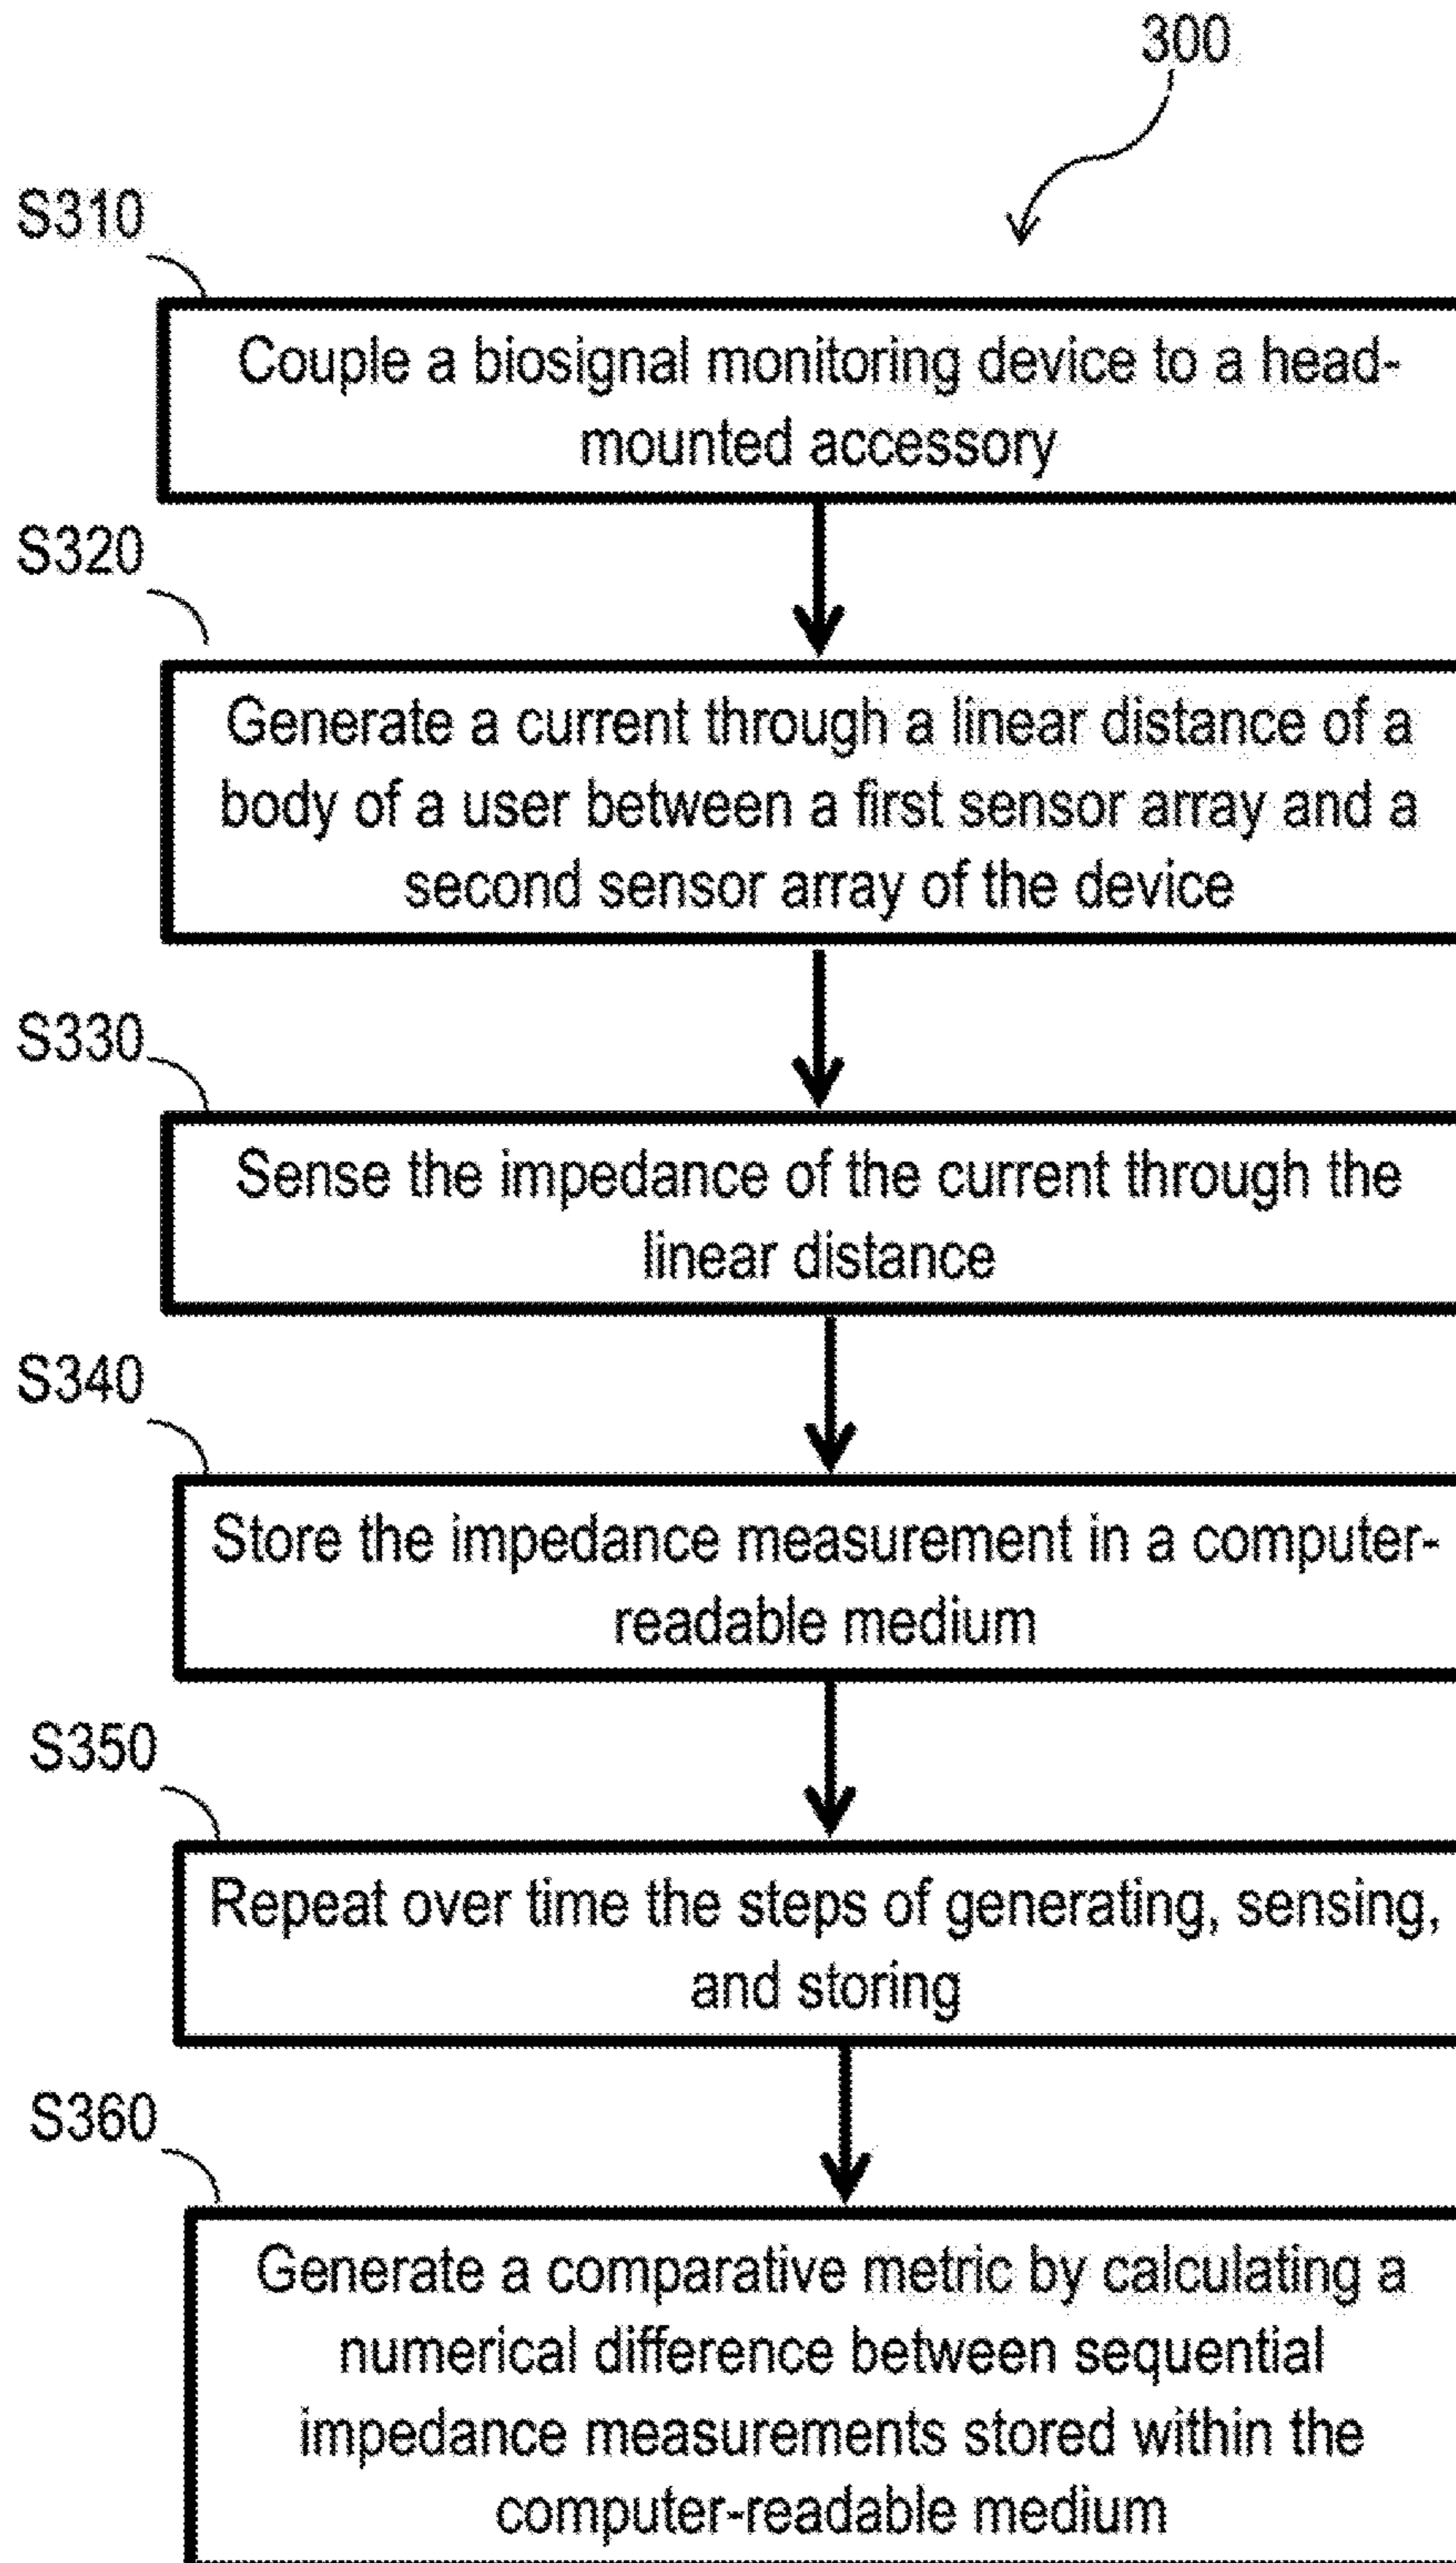 300
S310
Couple a biosignal monitoring device to a head-
mounted accessory
S320
Generate a current through a linear distance of a
body of a user between a first sensor array and a
second sensor array of the device
S330
Sense the impedance of the current through the
linear distance
S340
Store the impedance measurement in a computer-
readable medium
S350
Repeat over time the steps of generating, sensing,
and storing
S360
Generate a comparative metric by calculating a
numerical difference between sequential
impedance measurements stored within the
computer-readable medium